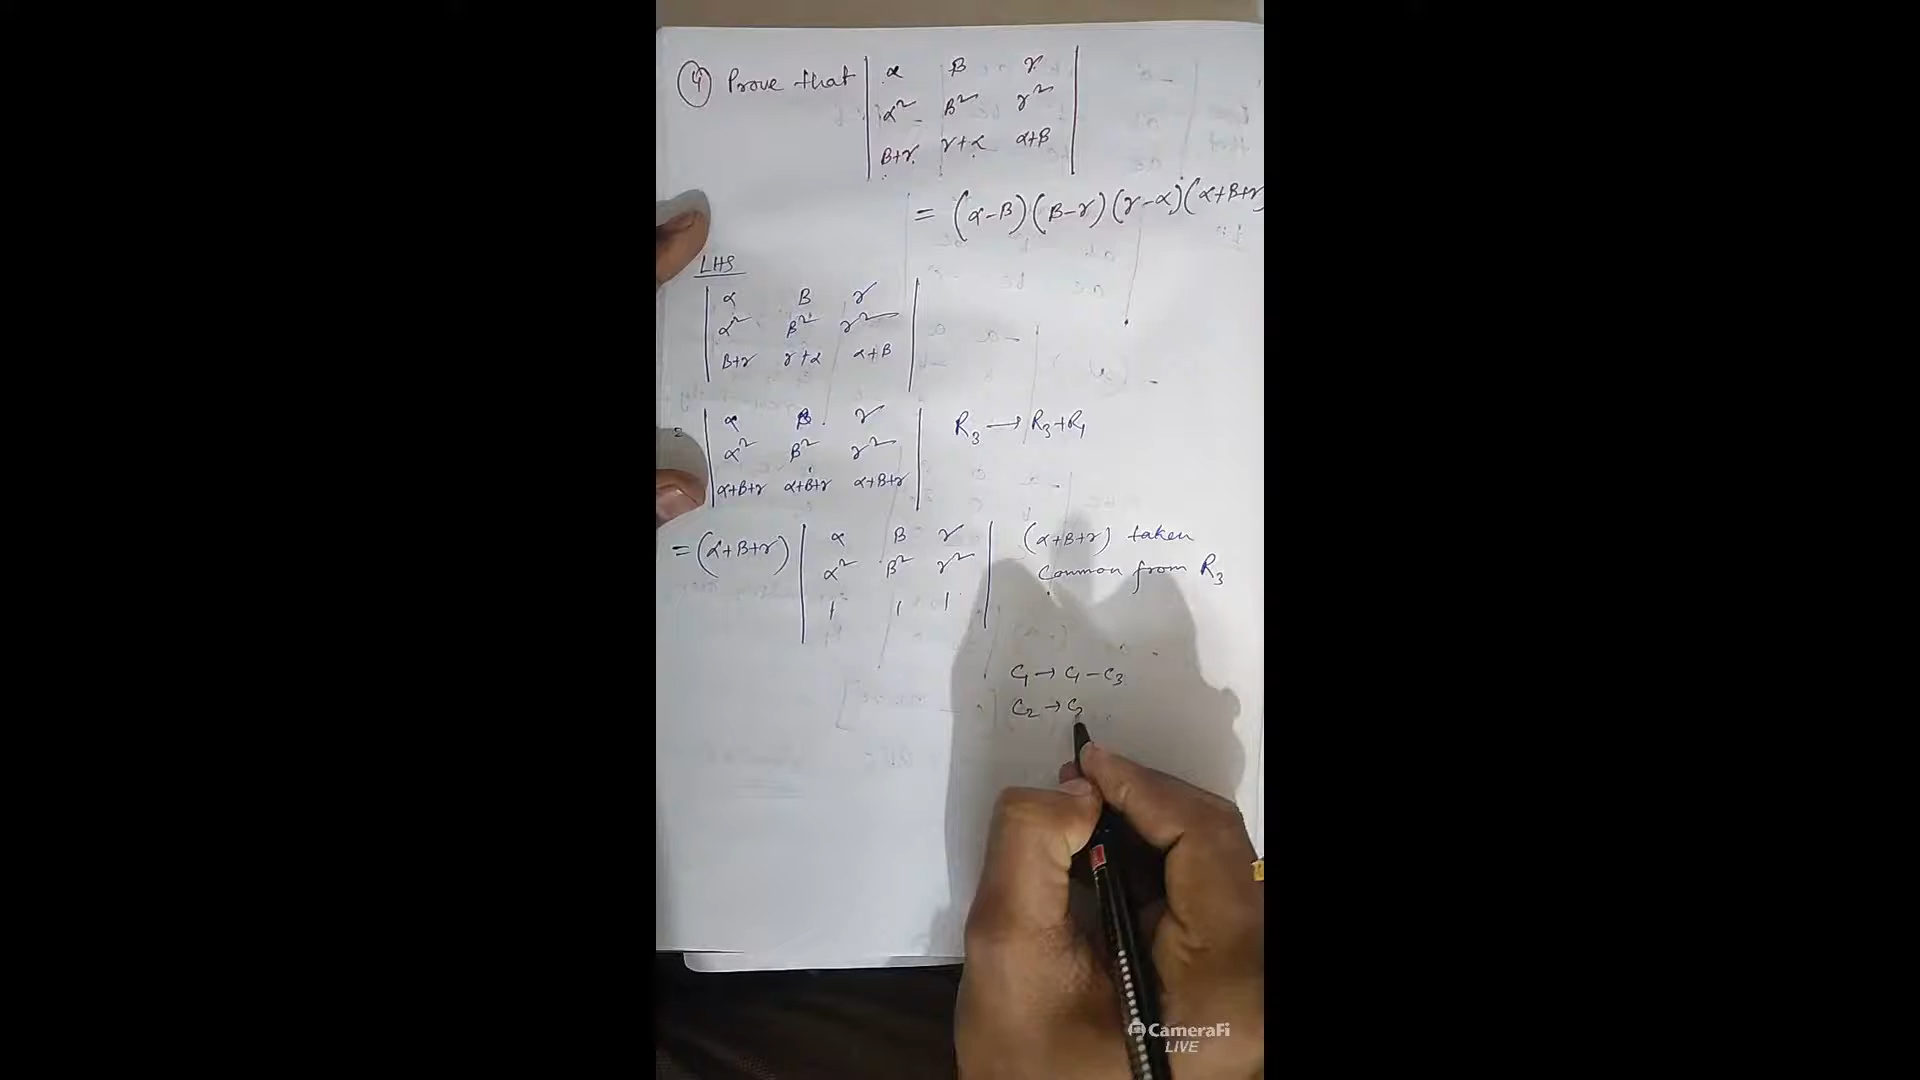 ④ Prove that | α β γ |
| α² β² γ² |
| β+γ γ+α α+β |
= (α-β)(β-γ)(γ-α)(α+β+γ)
LHS
| α β γ |
| α² β² γ² |
| β+γ γ+α α+β |
= | α β γ | R₃ → R₃+R₁
| α² β² γ² |
| α+β+γ α+β+γ α+β+γ |
= (α+β+γ) | α β γ | (α+β+γ) taken
| α² β² γ² | common from R₃
| 1 1 1 |
C₁ → C₁ - C₃
C₂ → C₂
CameraFi
LIVE